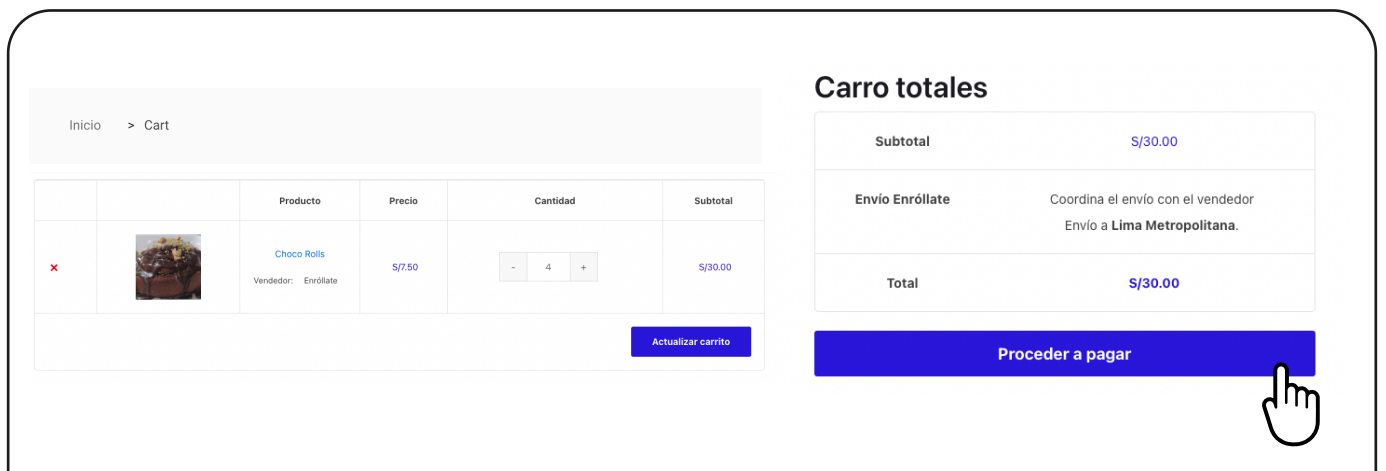 Inicio > Cart
Producto Precio Cantidad Subtotal
×
Choco Rolls
Vendedor: Enróllate
S/7.50
- 4 +
S/30.00
Actualizar carrito
Carro totales
Subtotal S/30.00
Envío Enróllate Coordina el envío con el vendedor
Envío a Lima Metropolitana.
Total S/30.00
Proceder a pagar